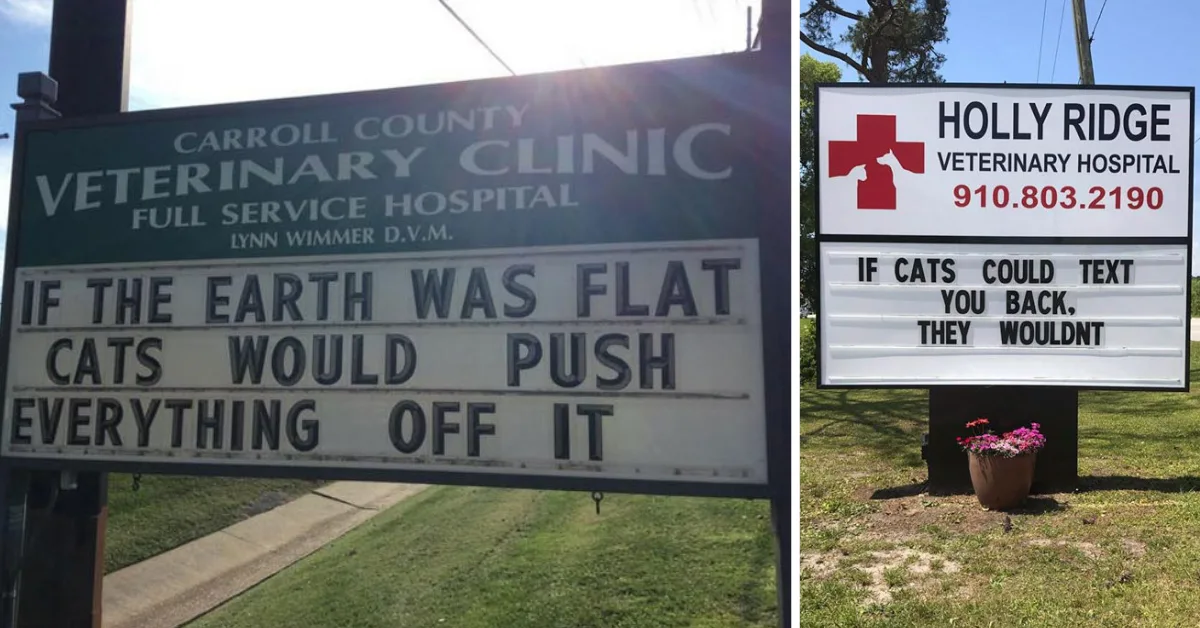 CARROLL COUNTY
VETERINARY CLINIC
FULL SERVICE HOSPITAL
LYNN WIMMER D.V.M.
IF THE EARTH WAS FLAT
CATS WOULD PUSH
EVERYTHING OFF IT
HOLLY RIDGE
VETERINARY HOSPITAL
910.803.2190
IF CATS COULD TEXT
YOU BACK,
THEY WOULDNT